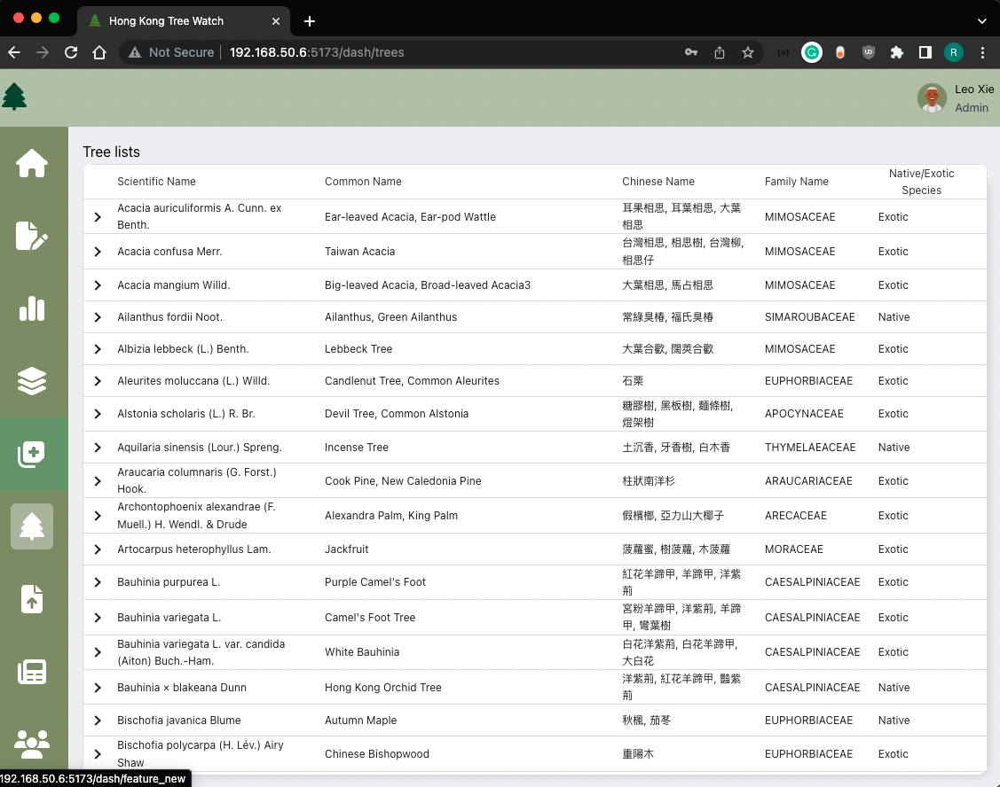 Hong Kong Tree Watch
Not Secure 192.168.50.6:5173/dash/trees
R
Leo Xie
Admin
Tree lists
Scientific Name Common Name Chinese Name Family Name Native/Exotic
Species
Acacia auriculiformis A. Cunn. ex
Benth. Ear-leaved Acacia, Ear-pod Wattle 耳果相思, 耳葉相思, 大葉
相思 MIMOSACEAE Exotic
Acacia confusa Merr. Taiwan Acacia 台灣相思, 相思樹, 台灣柳,
相思仔 MIMOSACEAE Exotic
Acacia mangium Willd. Big-leaved Acacia, Broad-leaved Acacia3 大葉相思, 馬占相思 MIMOSACEAE Exotic
Ailanthus fordii Noot. Ailanthus, Green Ailanthus 常綠臭椿, 福氏臭椿 SIMAROUBACEAE Native
Albizia lebbeck (L.) Benth. Lebbeck Tree 大葉合歡, 闊莢合歡 MIMOSACEAE Exotic
Aleurites moluccana (L.) Willd. Candlenut Tree, Common Aleurites 石栗 EUPHORBIACEAE Exotic
Alstonia scholaris (L.) R. Br. Devil Tree, Common Alstonia 糖膠樹, 黑板樹, 麵條樹,
燈架樹 APOCYNACEAE Exotic
Aquilaria sinensis (Lour.) Spreng. Incense Tree 土沉香, 牙香樹, 白木香 THYMELAEACEAE Native
Araucaria columnaris (G. Forst.)
Hook. Cook Pine, New Caledonia Pine 柱狀南洋杉 ARAUCARIACEAE Exotic
Archontophoenix alexandrae (F.
Muell.) H. Wendl. & Drude Alexandra Palm, King Palm 假檳榔, 亞力山大椰子 ARECACEAE Exotic
Artocarpus heterophyllus Lam. Jackfruit 菠蘿蜜, 樹菠蘿, 木菠蘿 MORACEAE Exotic
Bauhinia purpurea L. Purple Camel's Foot 紅花羊蹄甲, 羊蹄甲, 洋紫
荊 CAESALPINIACEAE Exotic
Bauhinia variegata L. Camel's Foot Tree 宮粉羊蹄甲, 洋紫荊, 羊蹄
甲, 彎葉樹 CAESALPINIACEAE Exotic
Bauhinia variegata L. var. candida
(Aiton) Buch.-Ham. White Bauhinia 白花洋紫荊, 白花羊蹄甲,
大白花 CAESALPINIACEAE Exotic
Bauhinia × blakeana Dunn Hong Kong Orchid Tree 洋紫荊, 紅花羊蹄甲, 豔紫
荊 CAESALPINIACEAE Native
Bischofia javanica Blume Autumn Maple 秋楓, 茄苳 EUPHORBIACEAE Native
Bischofia polycarpa (H. Lév.) Airy
Shaw Chinese Bishopwood 重陽木 EUPHORBIACEAE Exotic
192.168.50.6:5173/dash/feature_new